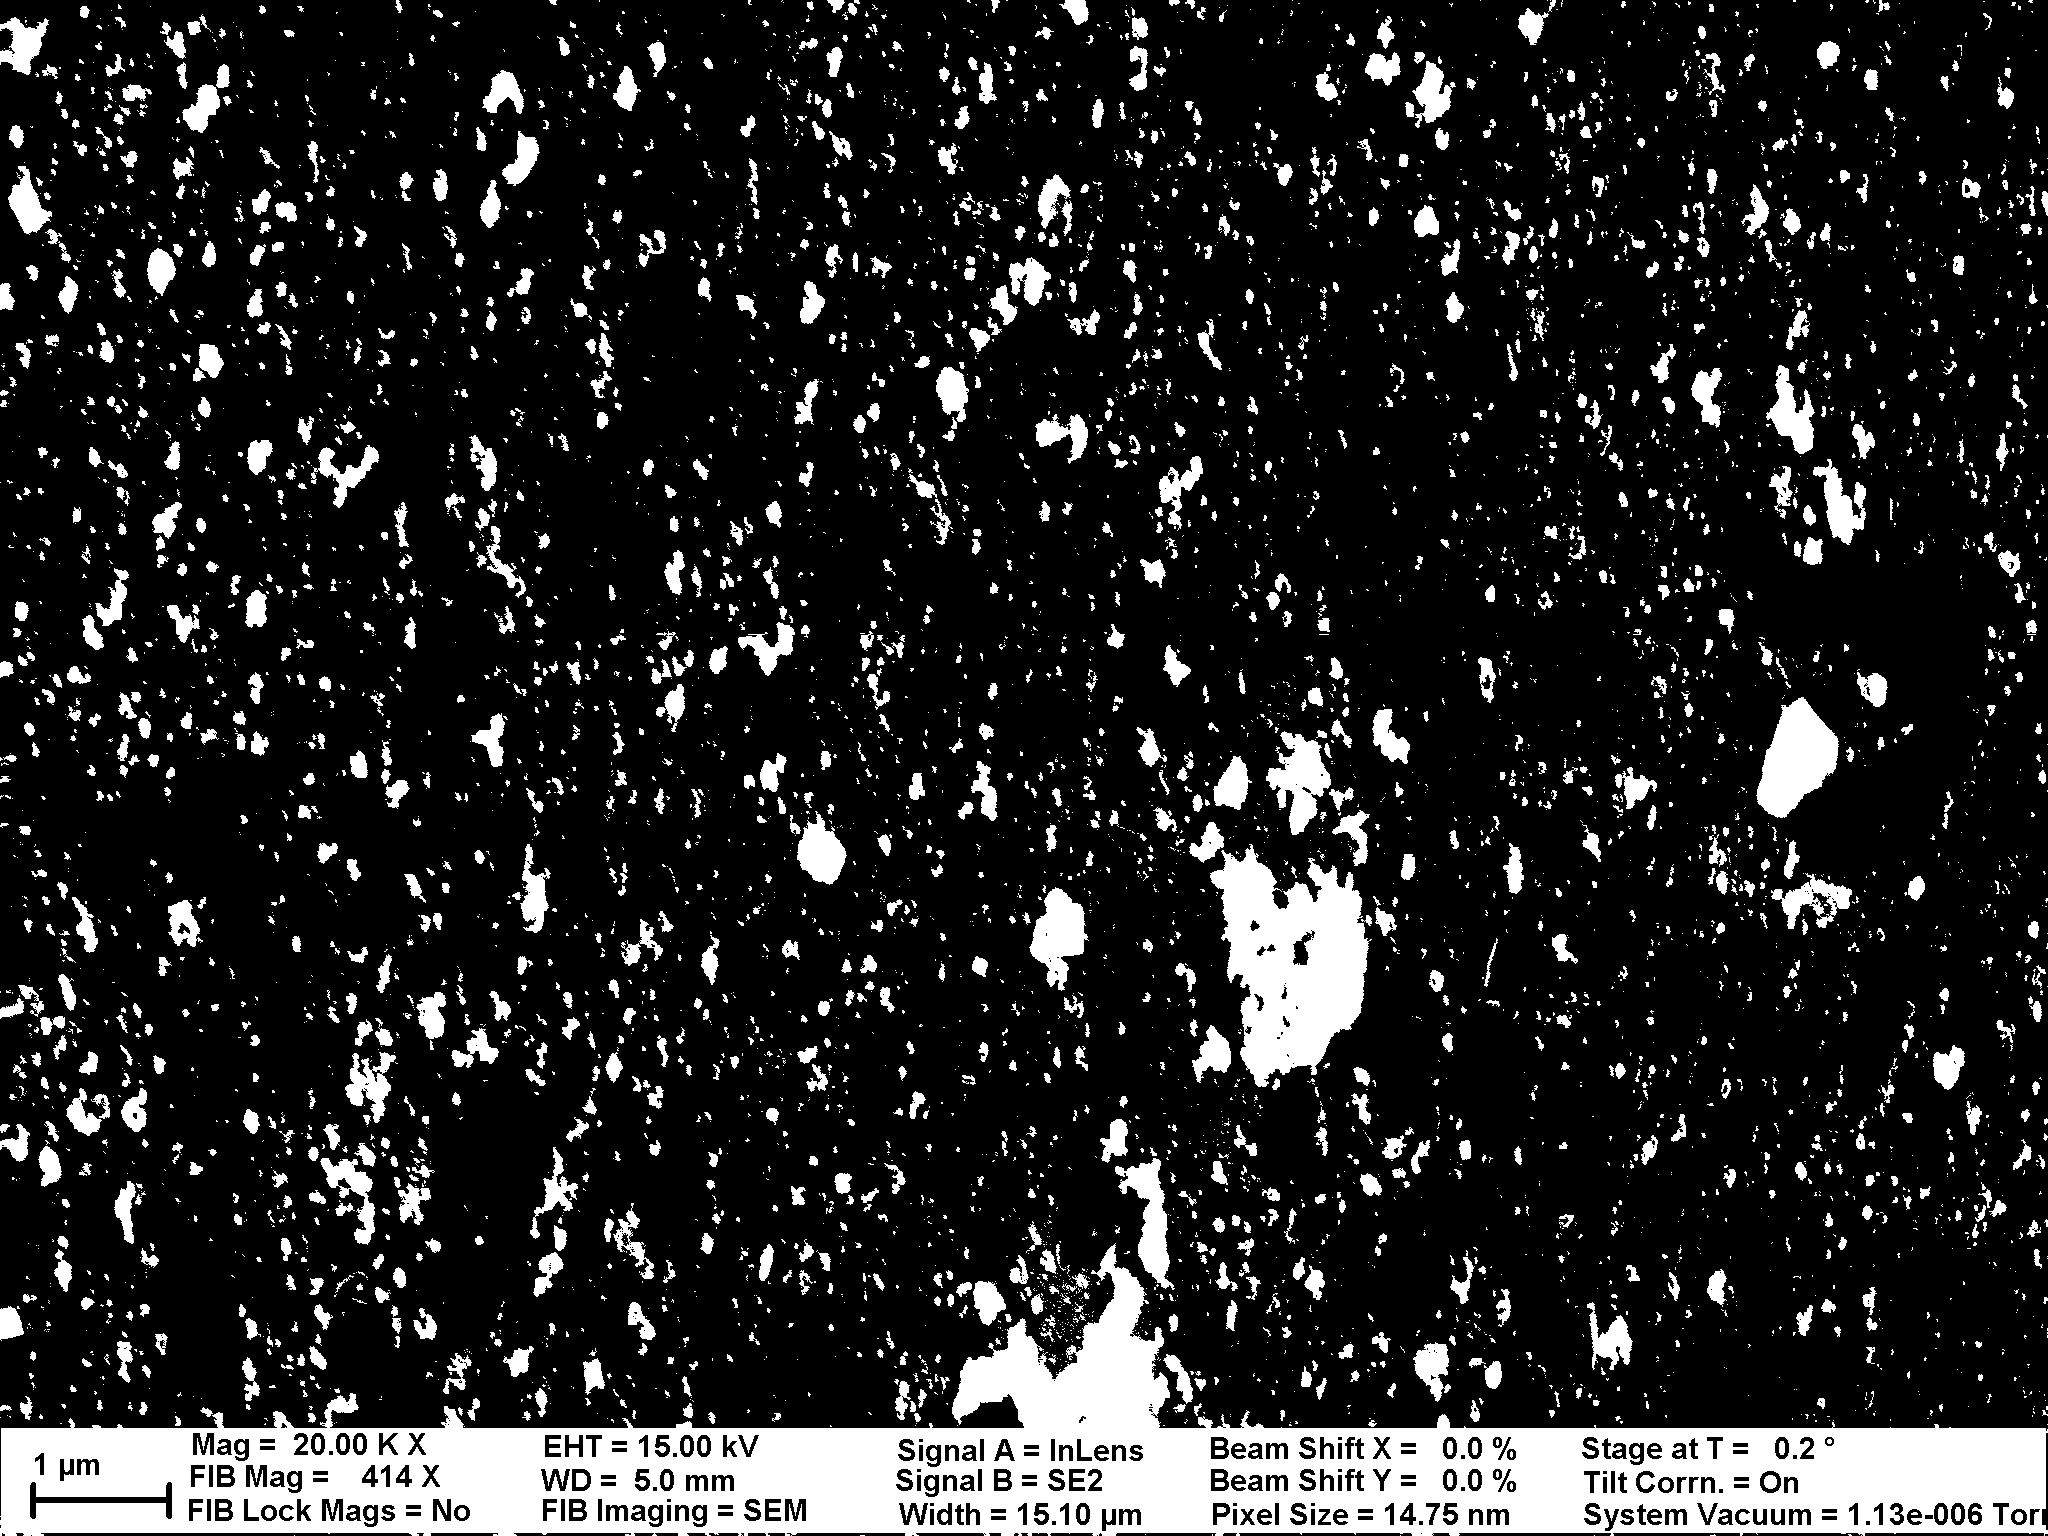 1 µm
Mag = 20.00 K X
FIB Mag = 414 X
FIB Lock Mags = No
EHT = 15.00 kV
WD = 5.0 mm
FIB Imaging = SEM
Signal A = InLens
Signal B = SE2
Width = 15.10 µm
Beam Shift X = 0.0 %
Beam Shift Y = 0.0 %
Pixel Size = 14.75 nm
Stage at T = 0.2 °
Tilt Corrn. = On
System Vacuum = 1.13e-006